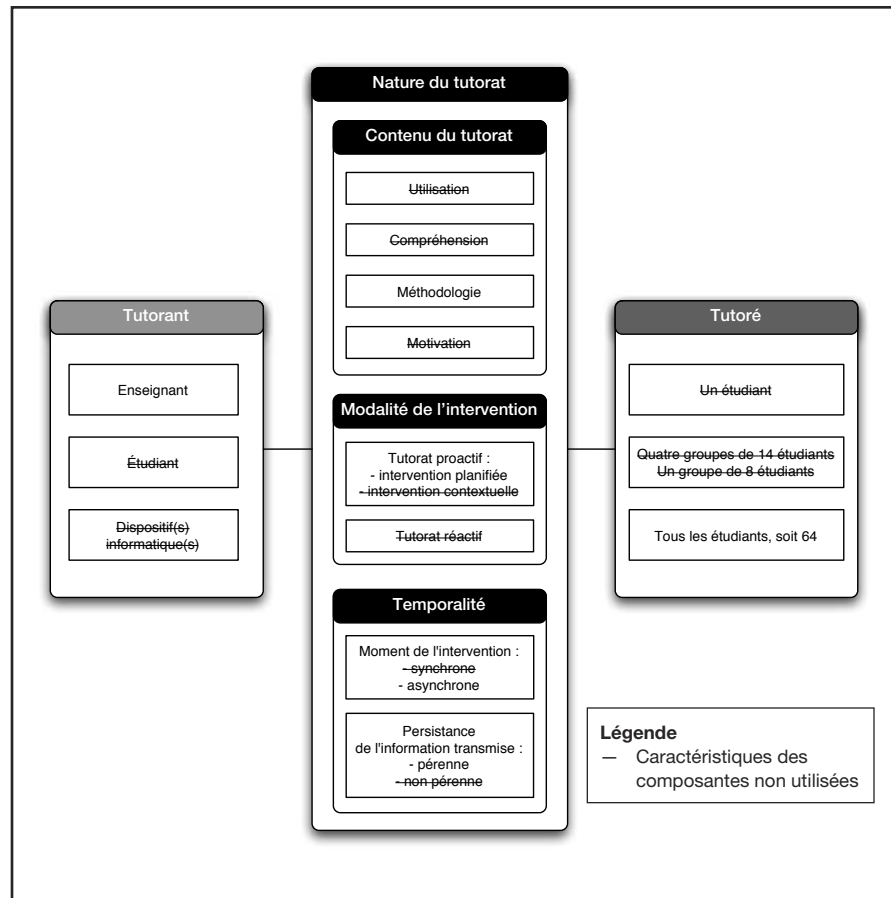 Nature du tutorat
Contenu du tutorat
Utilisation
Compréhension
Méthodologie
Motivation
Modalité de l'intervention
Tutorat proactif :
- intervention planifiée
- intervention contextuelle
Tutorat réactif
Temporalité
Moment de l'intervention :
- synchrone
- asynchrone
Persistance
de l'information transmise :
- pérenne
- non pérenne
Tutorant
Enseignant
Étudiant
Dispositif(s)
informatique(s)
Tutoré
Un étudiant
Quatre groupes de 14 étudiants
Un groupe de 8 étudiants
Tous les étudiants, soit 64
Légende
— Caractéristiques des
composantes non utilisées